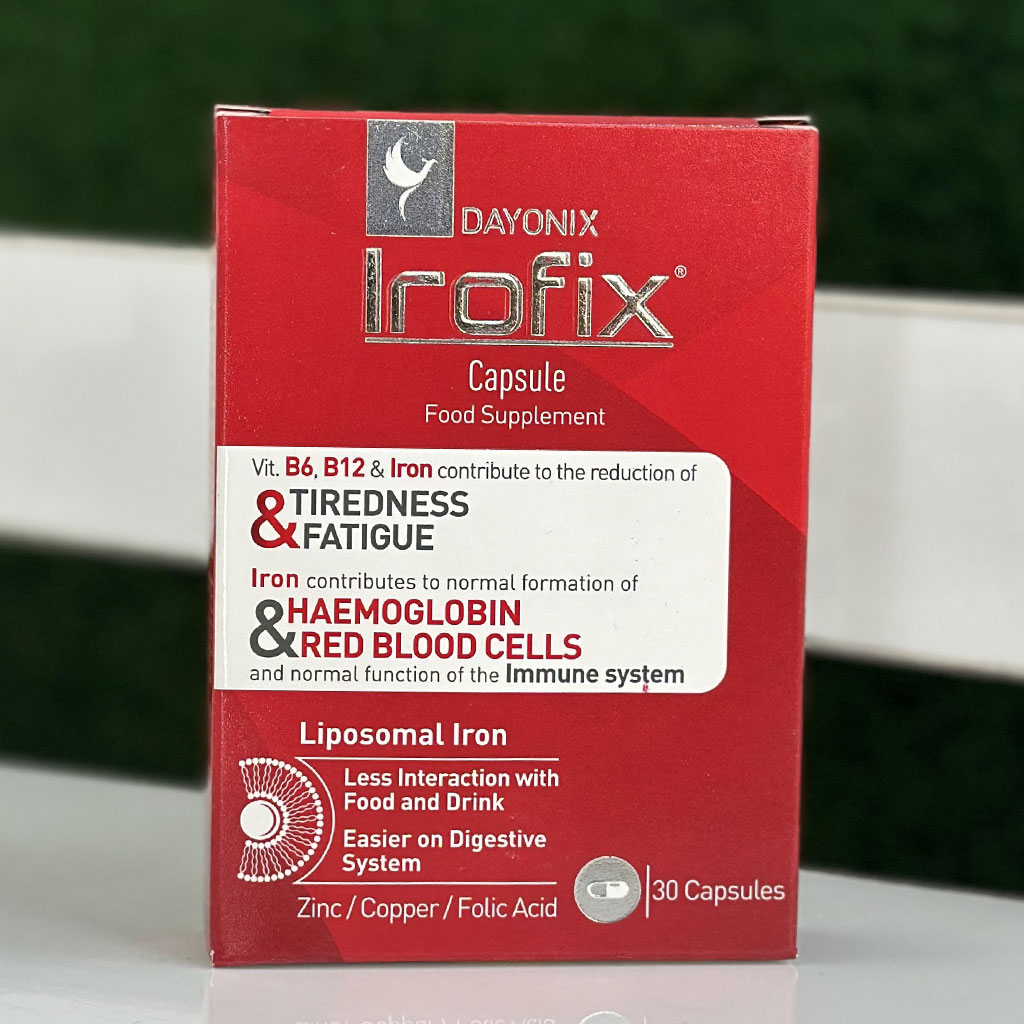 DAYONIX
Irofix®
Capsule
Food Supplement
Vit. B6, B12 & Iron contribute to the reduction of
TIREDNESS
& FATIGUE
Iron contributes to normal formation of
HAEMOGLOBIN
& RED BLOOD CELLS
and normal function of the Immune system
Liposomal Iron
Less Interaction with
Food and Drink
Easier on Digestive
System
Zinc / Copper / Folic Acid
30 Capsules